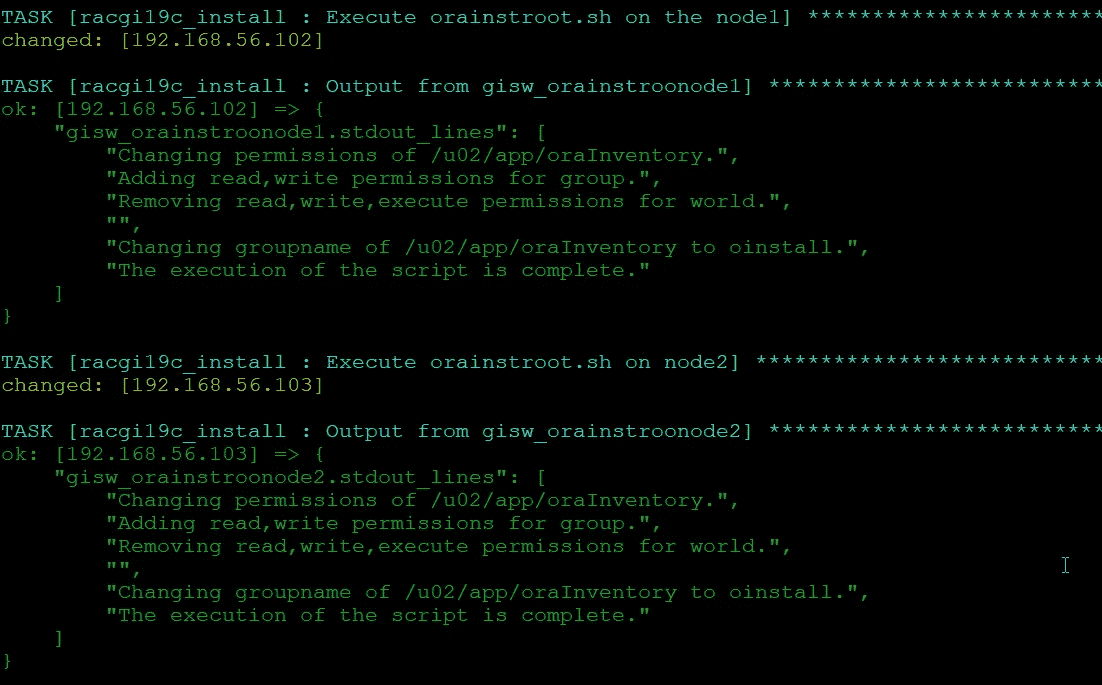 TASK [racgi19c_install : Execute orainstroot.sh on the node1] ***********************
changed: [192.168.56.102]
TASK [racgi19c_install : Output from gisw_orainstroonode1] **************************
ok: [192.168.56.102] => {
    "gisw_orainstroonode1.stdout_lines": [
        "Changing permissions of /u02/app/oraInventory.",
        "Adding read,write permissions for group.",
        "Removing read,write,execute permissions for world.",
        "",
        "Changing groupname of /u02/app/oraInventory to oinstall.",
        "The execution of the script is complete."
    ]
}
TASK [racgi19c_install : Execute orainstroot.sh on node2] ***************************
changed: [192.168.56.103]
TASK [racgi19c_install : Output from gisw_orainstroonode2] **************************
ok: [192.168.56.103] => {
    "gisw_orainstroonode2.stdout_lines": [
        "Changing permissions of /u02/app/oraInventory.",
        "Adding read,write permissions for group.",
        "Removing read,write,execute permissions for world.",
        "",
        "Changing groupname of /u02/app/oraInventory to oinstall.",
        "The execution of the script is complete."
    ]
}